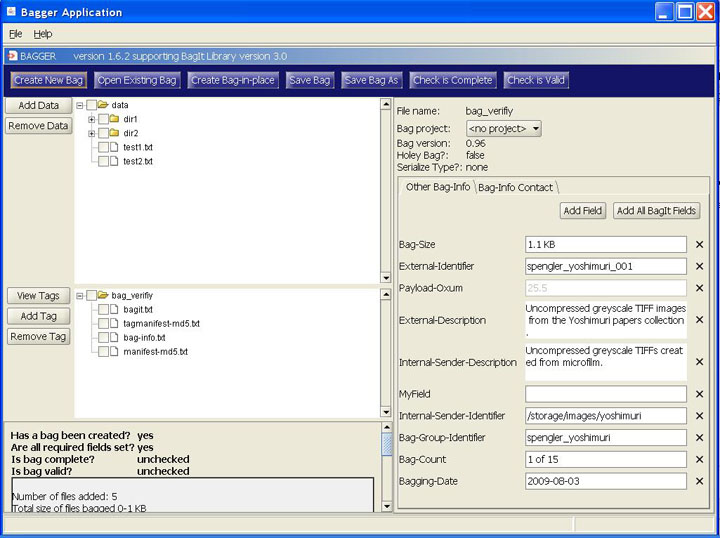 Bagger Application
File Help
BAGGER version 1.6.2 supporting BagIt Library version 3.0
Create New Bag Open Existing Bag Create Bag-in-place Save Bag Save Bag As Check is Complete Check is Valid
Add Data
Remove Data
data
dir1
dir2
test1.txt
test2.txt
View Tags
Add Tag
Remove Tag
bag_verifiy
bagit.txt
tagmanifest-md5.txt
bag-info.txt
manifest-md5.txt
Has a bag been created? yes
Are all required fields set? yes
Is bag complete? unchecked
Is bag valid? unchecked
Number of files added: 5
Total size of files bagged 0-1 KB
File name: bag_verifiy
Bag project: <no project>
Bag version: 0.96
Holey Bag?: false
Serialize Type?: none
Other Bag-Info Bag-Info Contact
Add Field Add All BagIt Fields
Bag-Size 1.1 KB
External-Identifier spengler_yoshimuri_001
Payload-Oxum 25.5
External-Description Uncompressed greyscale TIFF images
from the Yoshimuri papers collection
.
Internal-Sender-Description Uncompressed greyscale TIFFs creat
ed from microfilm.
MyField
Internal-Sender-Identifier /storage/images/yoshimuri
Bag-Group-Identifier spengler_yoshimuri
Bag-Count 1 of 15
Bagging-Date 2009-08-03